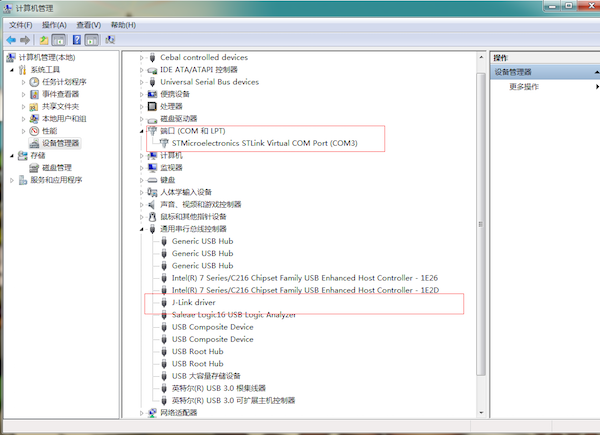 计算机管理
文件(F) 操作(A) 查看(V) 帮助(H)
计算机管理(本地)
系统工具
任务计划程序
事件查看器
共享文件夹
本地用户和组
性能
设备管理器
存储
磁盘管理
服务和应用程序
Cebal controlled devices
IDE ATA/ATAPI 控制器
Universal Serial Bus devices
便携设备
处理器
磁盘驱动器
端口 (COM 和 LPT)
STMicroelectronics STLink Virtual COM Port (COM3)
计算机
监视器
键盘
人体学输入设备
声音、视频和游戏控制器
鼠标和其他指针设备
通用串行总线控制器
Generic USB Hub
Generic USB Hub
Generic USB Hub
Intel(R) 7 Series/C216 Chipset Family USB Enhanced Host Controller - 1E26
Intel(R) 7 Series/C216 Chipset Family USB Enhanced Host Controller - 1E2D
J-Link driver
Saleae Logic16 USB Logic Analyzer
USB Composite Device
USB Composite Device
USB Root Hub
USB Root Hub
USB 大容量存储设备
英特尔(R) USB 3.0 根集线器
英特尔(R) USB 3.0 可扩展主机控制器
网络适配器
操作
设备管理器
更多操作